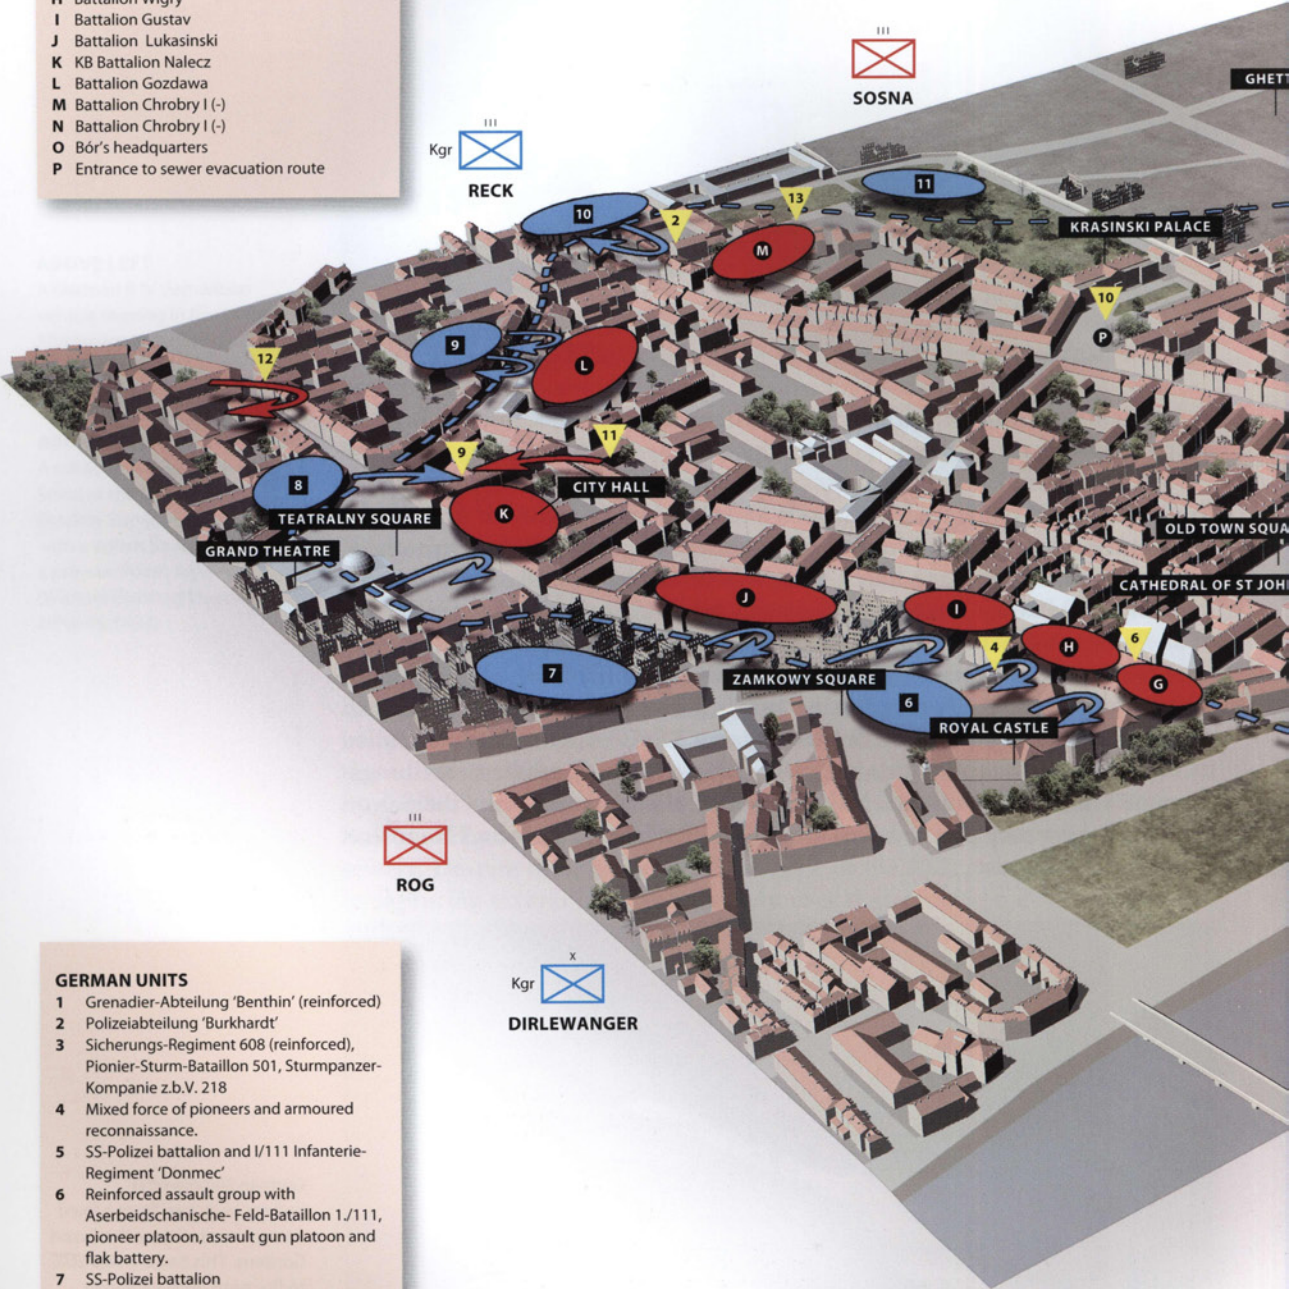 H Battalion Wigry
I Battalion Gustav
J Battalion Lukasinski
K KB Battalion Nalecz
L Battalion Gozdawa
M Battalion Chrobry I (-)
N Battalion Chrobry I (-)
O Bór's headquarters
P Entrance to sewer evacuation route
III
SOSNA
GHETT
III
Kgr
RECK
11
10
2
13
M
KRASINSKI PALACE
10
P
9
L
12
11
9
8
CITY HALL
K
TEATRALNY SQUARE
GRAND THEATRE
OLD TOWN SQUA
CATHEDRAL OF ST JOH
J
I
H
4
6
G
7
ZAMKOWY SQUARE
6
ROYAL CASTLE
III
ROG
X
Kgr
DIRLEWANGER
GERMAN UNITS
1 Grenadier-Abteilung 'Benthin' (reinforced)
2 Polizeiabteilung 'Burkhardt'
3 Sicherungs-Regiment 608 (reinforced),
Pionier-Sturm-Bataillon 501, Sturmpanzer-
Kompanie z.b.V. 218
4 Mixed force of pioneers and armoured
reconnaissance.
5 SS-Polizei battalion and I/111 Infanterie-
Regiment 'Donmec'
6 Reinforced assault group with
Aserbeidschanische- Feld-Bataillon 1./111,
pioneer platoon, assault gun platoon and
flak battery.
7 SS-Polizei battalion